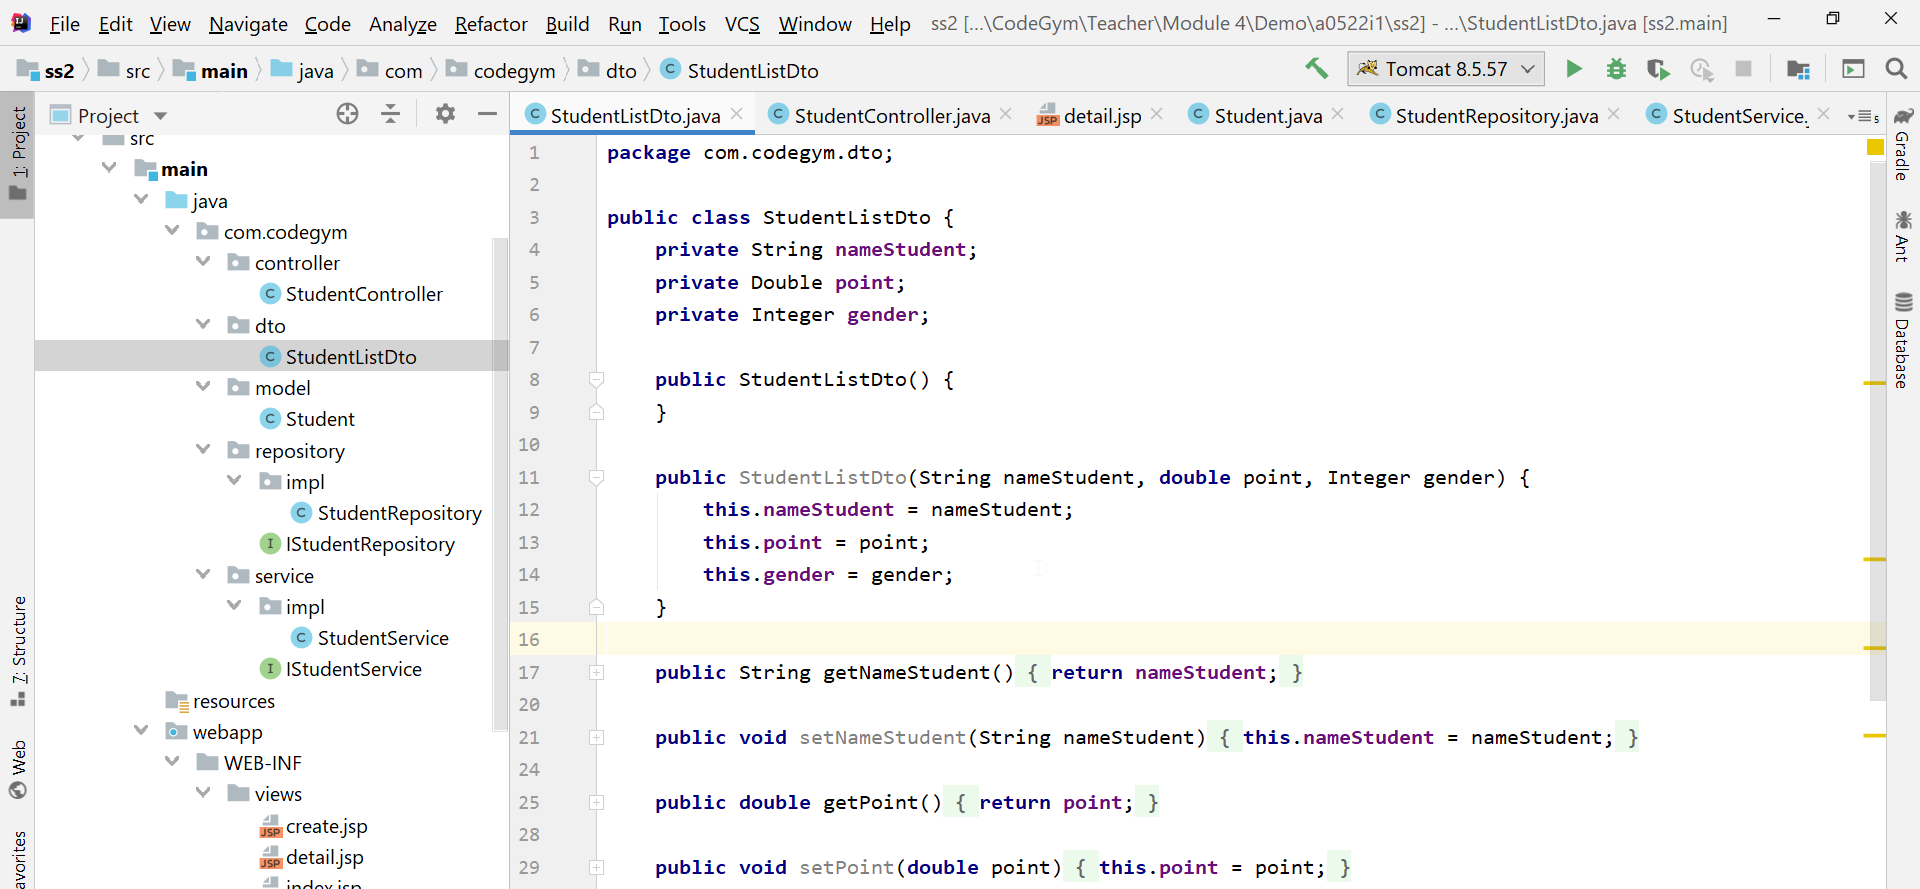 File Edit View Navigate Code Analyze Refactor Build Run Tools VCS Window Help ss2 [...\CodeGym\Teacher\Module 4\Demo\a0522i1\ss2] - ...\StudentListDto.java [ss2.main]
ss2 src main java com codegym dto StudentListDto Tomcat 8.5.57
Project
StudentListDto.java StudentController.java detail.jsp Student.java StudentRepository.java StudentService. 5
1: Project
7: Structure
Web
avorites
src
main
java
com.codegym
controller
StudentController
dto
StudentListDto
model
Student
repository
impl
StudentRepository
IStudentRepository
service
impl
StudentService
IStudentService
resources
webapp
WEB-INF
views
create.jsp
detail.jsp
index.jsp
1 package com.codegym.dto;
2
3 public class StudentListDto {
4 private String nameStudent;
5 private Double point;
6 private Integer gender;
7
8 public StudentListDto() {
9 }
10
11 public StudentListDto(String nameStudent, double point, Integer gender) {
12 this.nameStudent = nameStudent;
13 this.point = point;
14 this.gender = gender;
15 }
16
17 public String getNameStudent() { return nameStudent; }
20
21 public void setNameStudent(String nameStudent) { this.nameStudent = nameStudent; }
24
25 public double getPoint() { return point; }
28
29 public void setPoint(double point) { this.point = point; }
Gradle
Ant
Database